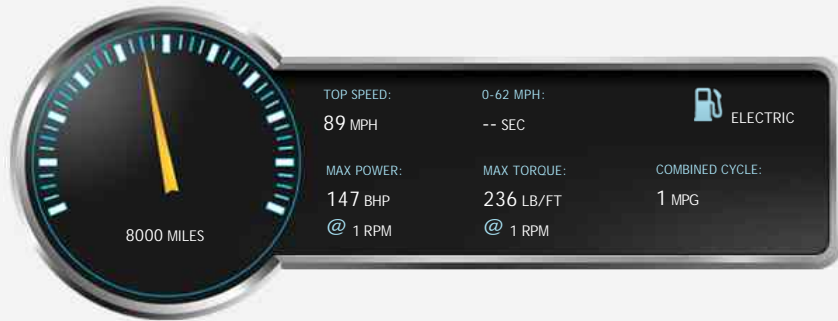 TOP SPEED:
89 MPH
0-62 MPH:
-- SEC
ELECTRIC
MAX POWER:
147 BHP
@ 1 RPM
MAX TORQUE:
236 LB/FT
@ 1 RPM
COMBINED CYCLE:
1 MPG
8000 MILES